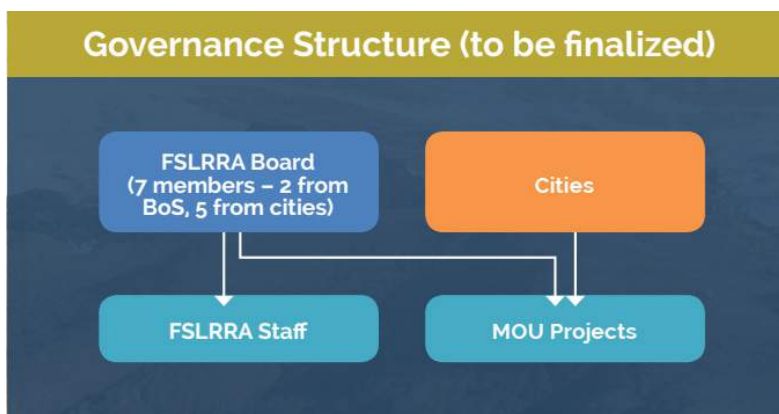 Governance Structure (to be finalized)
FSLRRA Board
(7 members – 2 from
BoS, 5 from cities)
Cities
FSLRRA Staff
MOU Projects